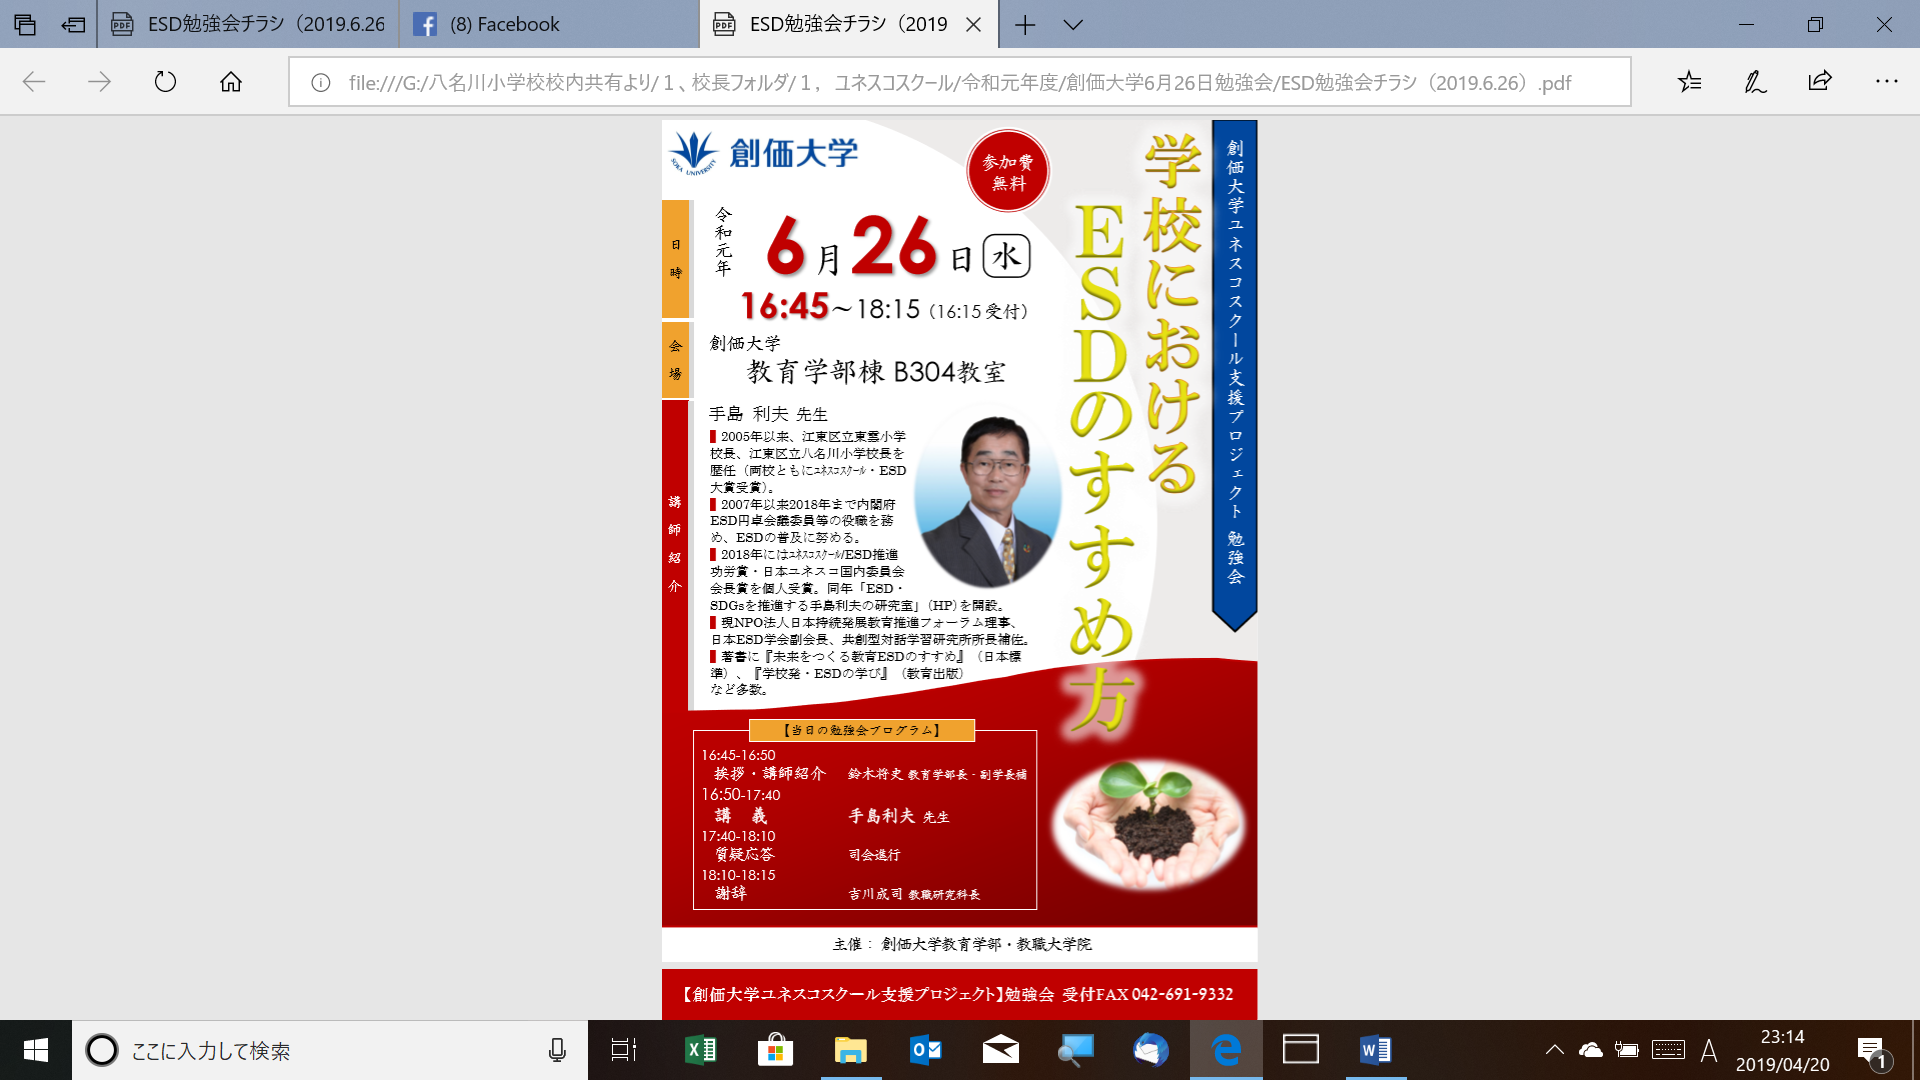 ESD勉強会チラシ（2019.6.26
(8) Facebook
ESD勉強会チラシ（2019
file:///G:/八名川小学校校内共有より/１、校長フォルダ/１，ユネスコスクール/令和元年度/創価大学6月26日勉強会/ESD勉強会チラシ（2019.6.26）.pdf
SOKA UNIVERSITY
創価大学
参加費
無料
創価大学ユネスコスクール支援プロジェクト 勉強会
学校における
ESDのすすめ方
日時
令和元年
6月26日 水
16:45～18:15（16:15 受付）
会場
創価大学
教育学部棟 B304教室
講師紹介
手島 利夫 先生
2005年以来、江東区立東雲小学
校長、江東区立八名川小学校長を
歴任（両校ともにﾕﾈｽｺｽｸｰﾙ・ESD
大賞受賞）。
2007年以来2018年まで内閣府
ESD円卓会議委員等の役職を務
め、ESDの普及に努める。
2018年にはﾕﾈｽｺｽｸｰﾙ/ESD推進
功労賞・日本ユネスコ国内委員会
会長賞を個人受賞。同年「ESD・
SDGsを推進する手島利夫の研究室」（HP）を開設。
現NPO法人日本持続発展教育推進フォーラム理事、
日本ESD学会副会長、共創型対話学習研究所所長補佐。
著書に『未来をつくる教育ESDのすすめ』（日本標
準）、『学校発・ESDの学び』（教育出版）
など多数。
【当日の勉強会プログラム】
16:45-16:50
挨拶・講師紹介 鈴木将史 教育学部長・副学長補
16:50-17:40
講　義 手島利夫 先生
17:40-18:10
質疑応答 司会進行
18:10-18:15
謝辞 吉川成司 教職研究科長
主催：創価大学教育学部・教職大学院
【創価大学ユネスコスクール支援プロジェクト】勉強会 受付FAX 042-691-9332
ここに入力して検索
A
23:14
2019/04/20
1